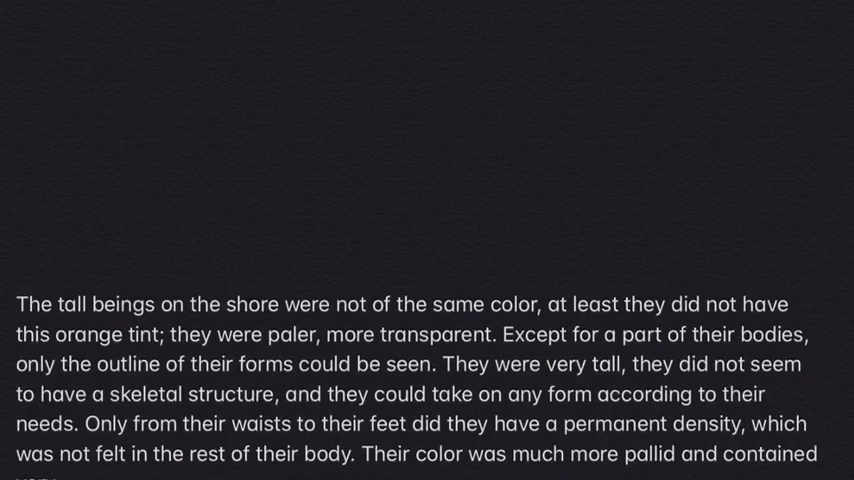 The tall beings on the shore were not of the same color, at least they did not have
this orange tint; they were paler, more transparent. Except for a part of their bodies,
only the outline of their forms could be seen. They were very tall, they did not seem
to have a skeletal structure, and they could take on any form according to their
needs. Only from their waists to their feet did they have a permanent density, which
was not felt in the rest of their body. Their color was much more pallid and contained